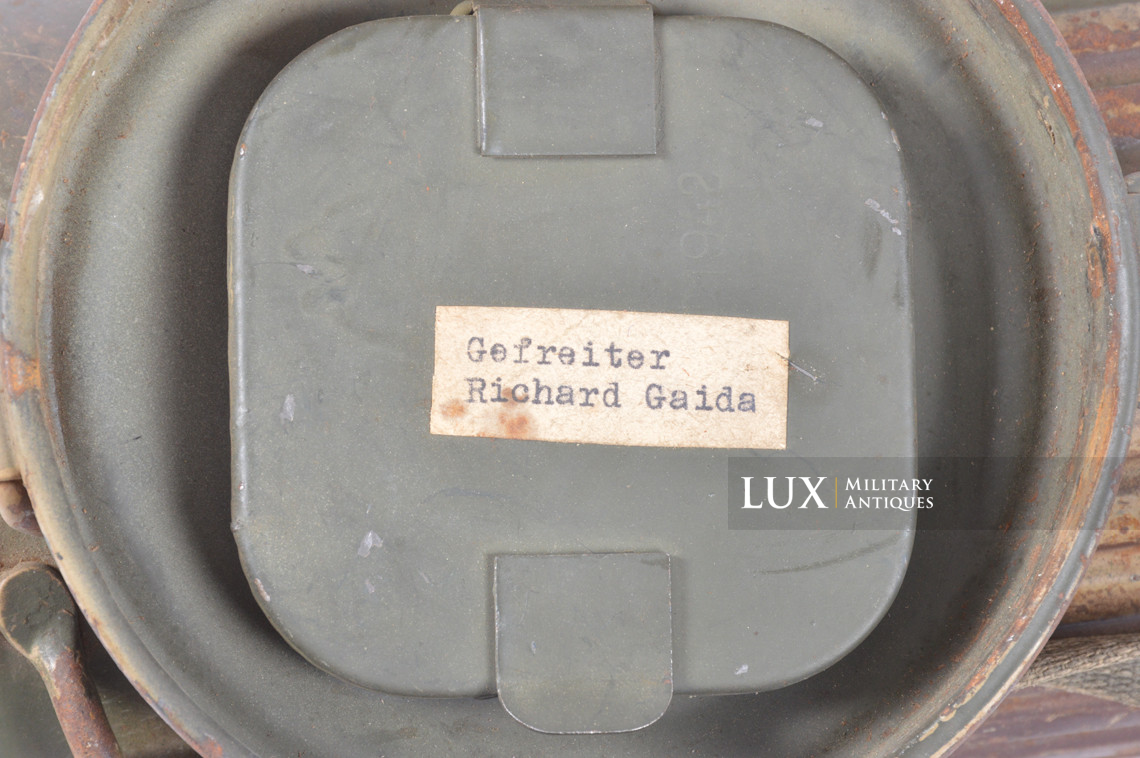 Gefreiter
Richard Gaida
LUX MILITARY
ANTIQUES